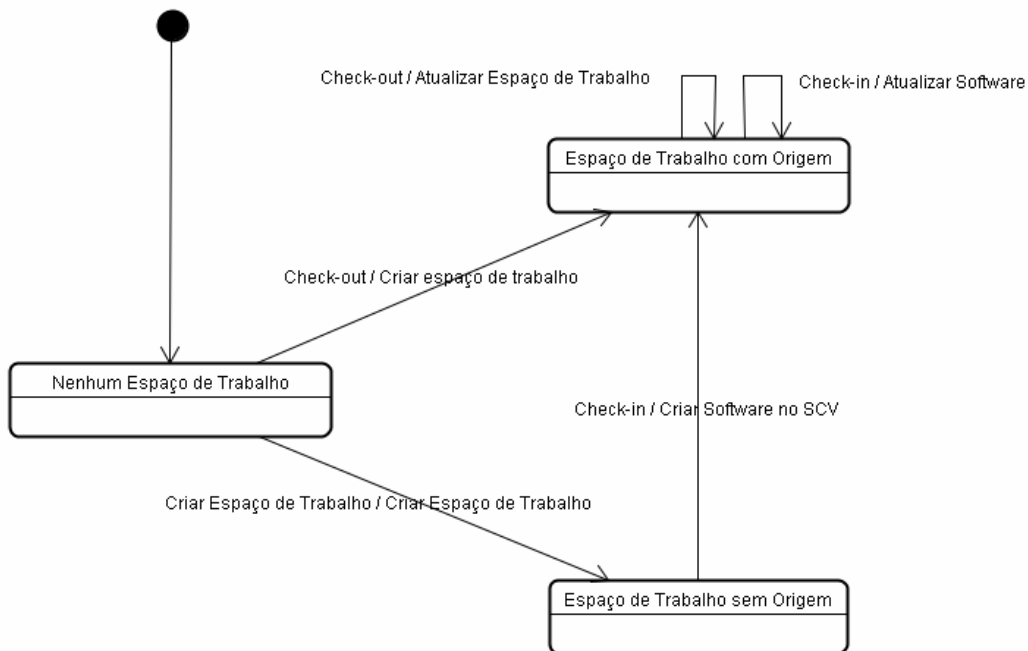 Check-out / Atualizar Espaço de Trabalho
Check-in / Atualizar Software
Espaço de Trabalho com Origem
Check-out / Criar espaço de trabalho
Nenhum Espaço de Trabalho
Check-in / Criar Software no SCV
Criar Espaço de Trabalho / Criar Espaço de Trabalho
Espaço de Trabalho sem Origem